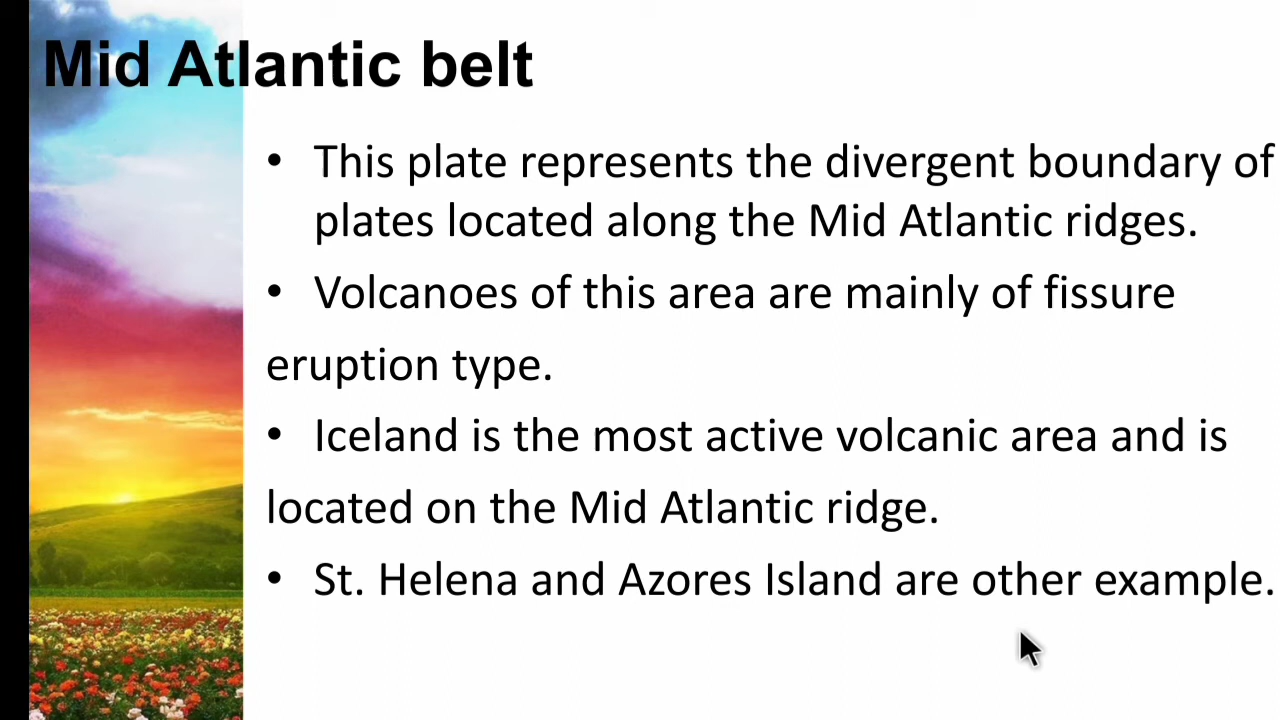 Mid Atlantic belt
• This plate represents the divergent boundary of
plates located along the Mid Atlantic ridges.
• Volcanoes of this area are mainly of fissure
eruption type.
• Iceland is the most active volcanic area and is
located on the Mid Atlantic ridge.
• St. Helena and Azores Island are other example.